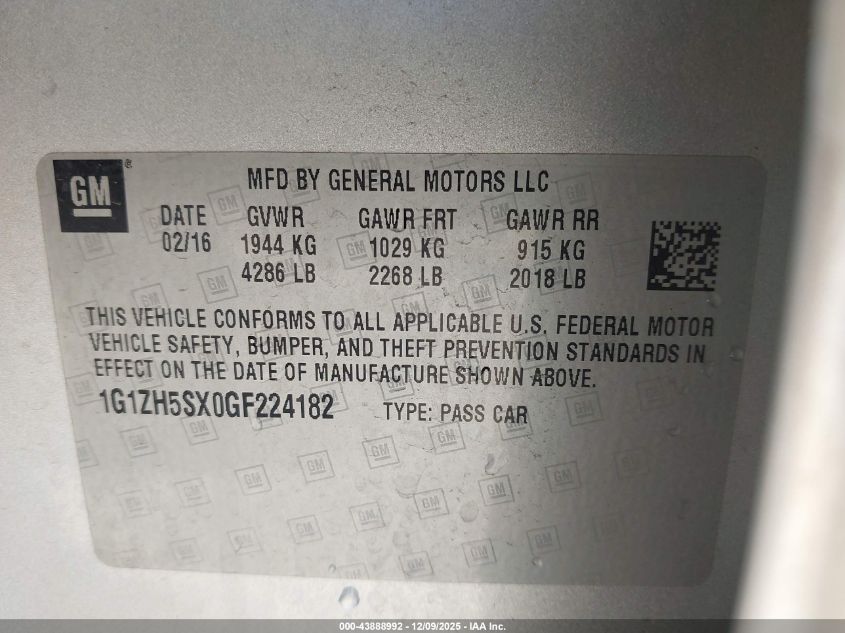 GM®
MFD BY GENERAL MOTORS LLC
DATE GVWR GAWR FRT GAWR RR
02/16 1944 KG 1029 KG 915 KG
4286 LB 2268 LB 2018 LB
THIS VEHICLE CONFORMS TO ALL APPLICABLE U.S. FEDERAL MOTOR
VEHICLE SAFETY, BUMPER, AND THEFT PREVENTION STANDARDS IN
EFFECT ON THE DATE OF MANUFACTURE SHOWN ABOVE.
1G1ZH5SX0GF224182 TYPE: PASS CAR
000-43888992 - 12/09/2025 - IAA Inc.